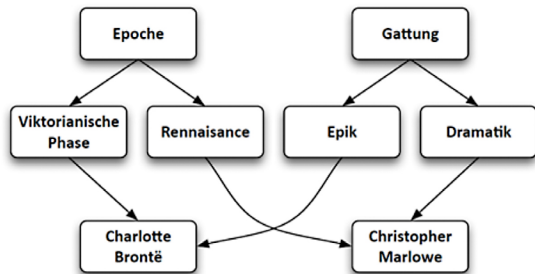 Epoche
Gattung
Viktorianische
Phase
Rennaisance
Epik
Dramatik
Charlotte
Brontë
Christopher
Marlowe